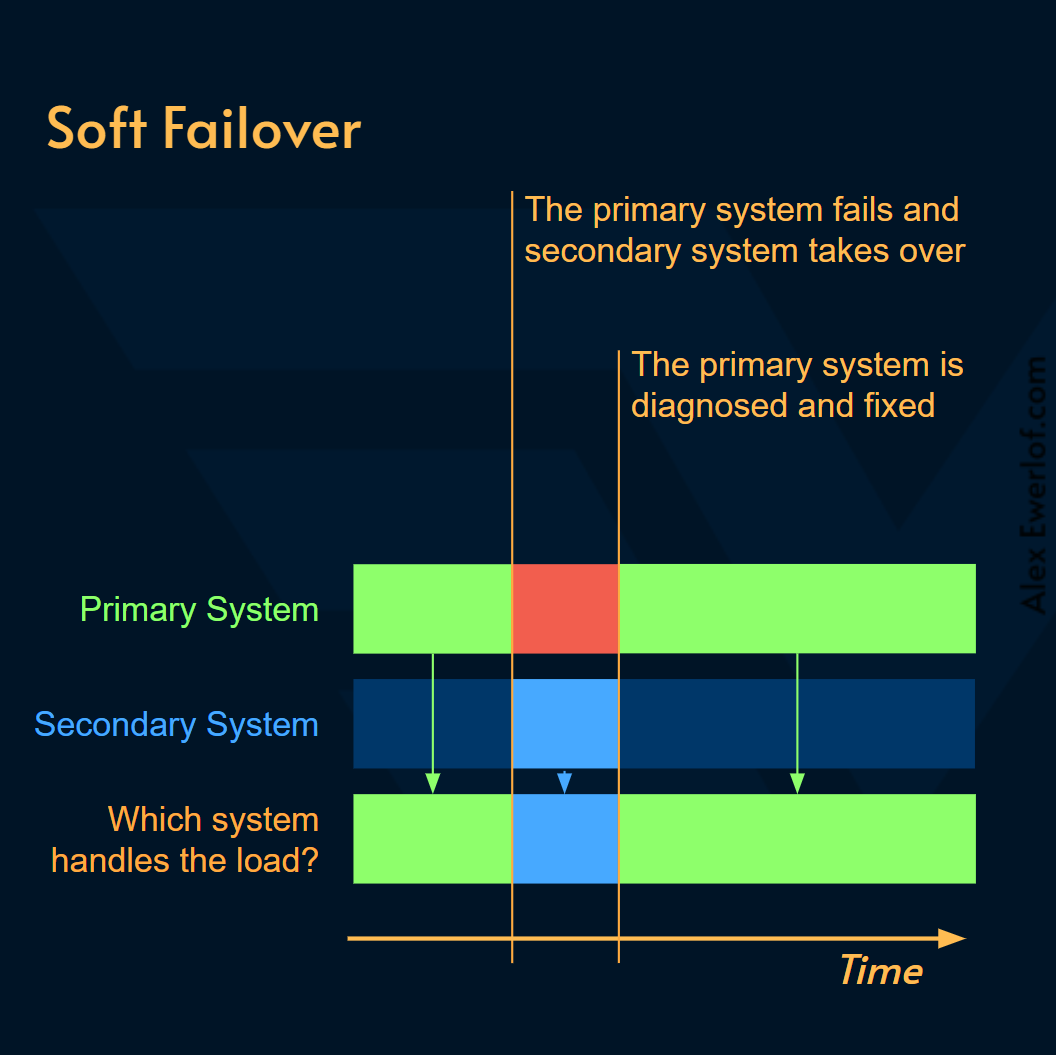 Soft Failover
The primary system fails and
secondary system takes over
The primary system is
diagnosed and fixed
Alex Ewerlof.com
Primary System
Secondary System
Which system
handles the load?
Time